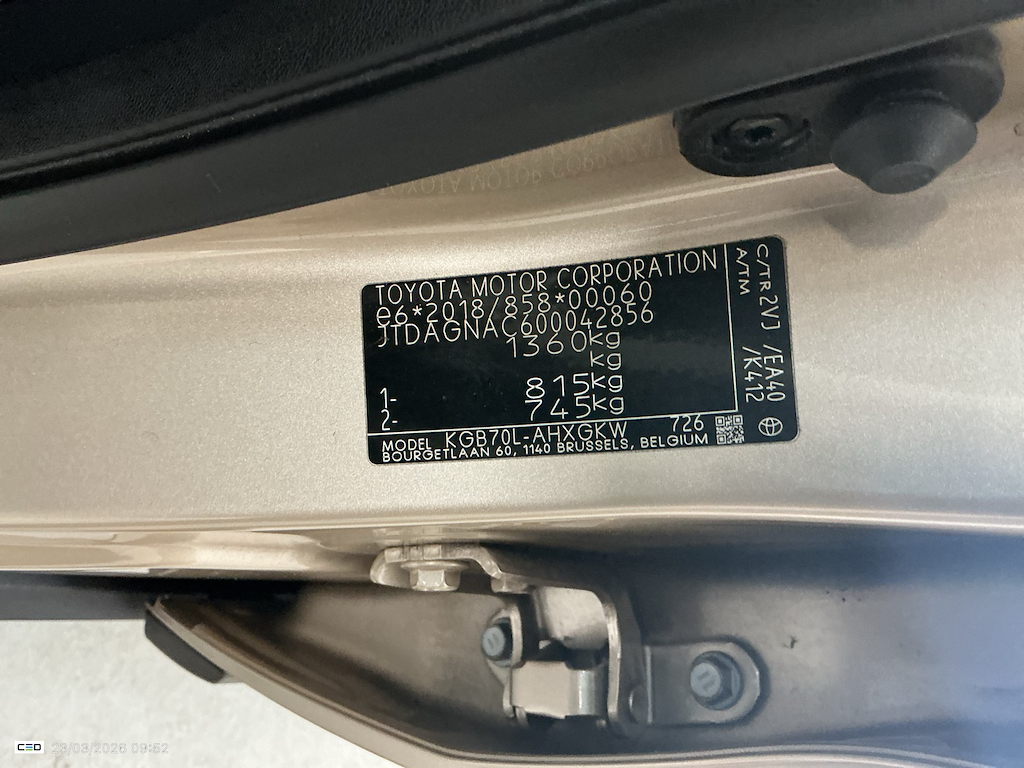 TOYOTA MOTOR CORPORATION
e6*2018/858*00060
JTDAGNAC600042856
1360kg
kg
1- 815kg
2- 745kg
MODEL KGB70L-AHXGKW 726
BOURGETLAAN 60, 1140 BRUSSELS, BELGIUM
C/TR 2VJ /EA40
A/TM /K412
CEO 23/03/2026 09:52